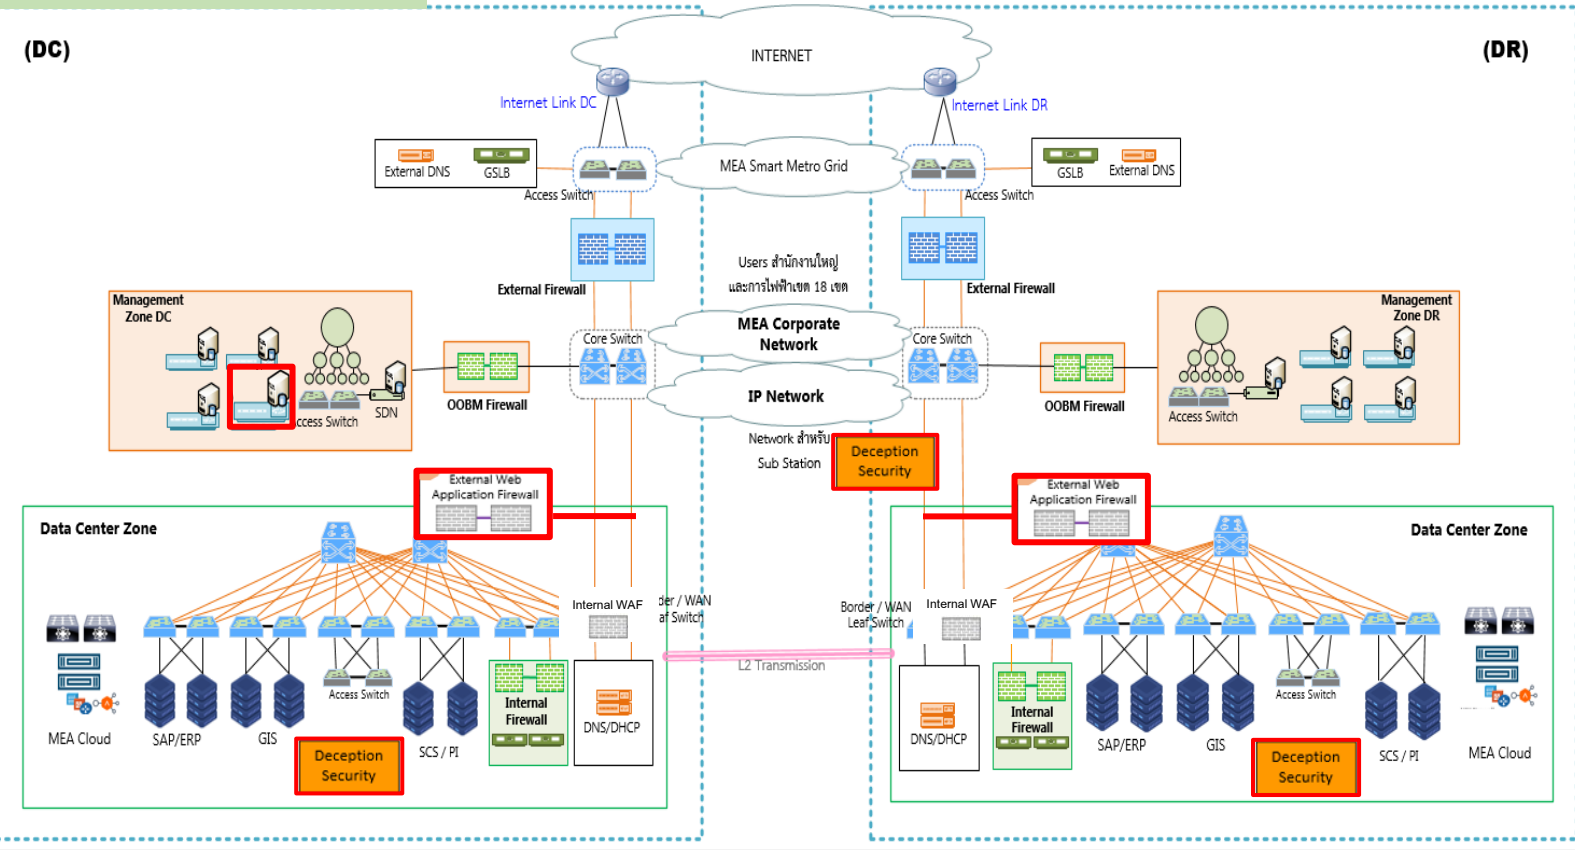 (DC)
INTERNET
(DR)
Internet Link DC
Internet Link DR
External DNS
GSLB
Access Switch
MEA Smart Metro Grid
GSLB
External DNS
Access Switch
External Firewall
Users สำนักงานใหญ่
และการไฟฟ้าเขต 18 เขต
External Firewall
Management
Zone DC
Access Switch
SDN
OOBM Firewall
Core Switch
MEA Corporate
Network
IP Network
Core Switch
OOBM Firewall
Management
Zone DR
Access Switch
Network สำหรับ
Sub Station
Deception
Security
External Web
Application Firewall
External Web
Application Firewall
Data Center Zone
Data Center Zone
Internal WAF
der / WAN
af Switch
Border / WAN
Leaf Switch
Internal WAF
L2 Transmission
MEA Cloud
SAP/ERP
GIS
Access Switch
SCS / PI
Internal
Firewall
DNS/DHCP
Deception
Security
DNS/DHCP
Internal
Firewall
SAP/ERP
GIS
Access Switch
SCS / PI
MEA Cloud
Deception
Security